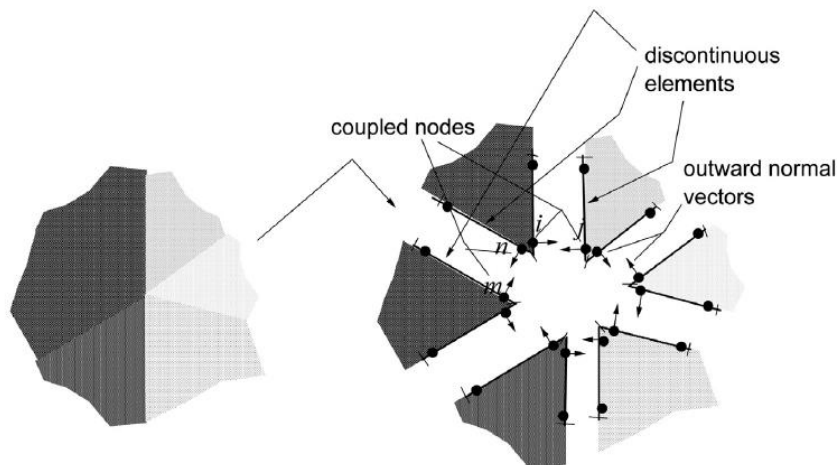 discontinuous
elements
coupled nodes
outward normal
vectors
i
j
n
m